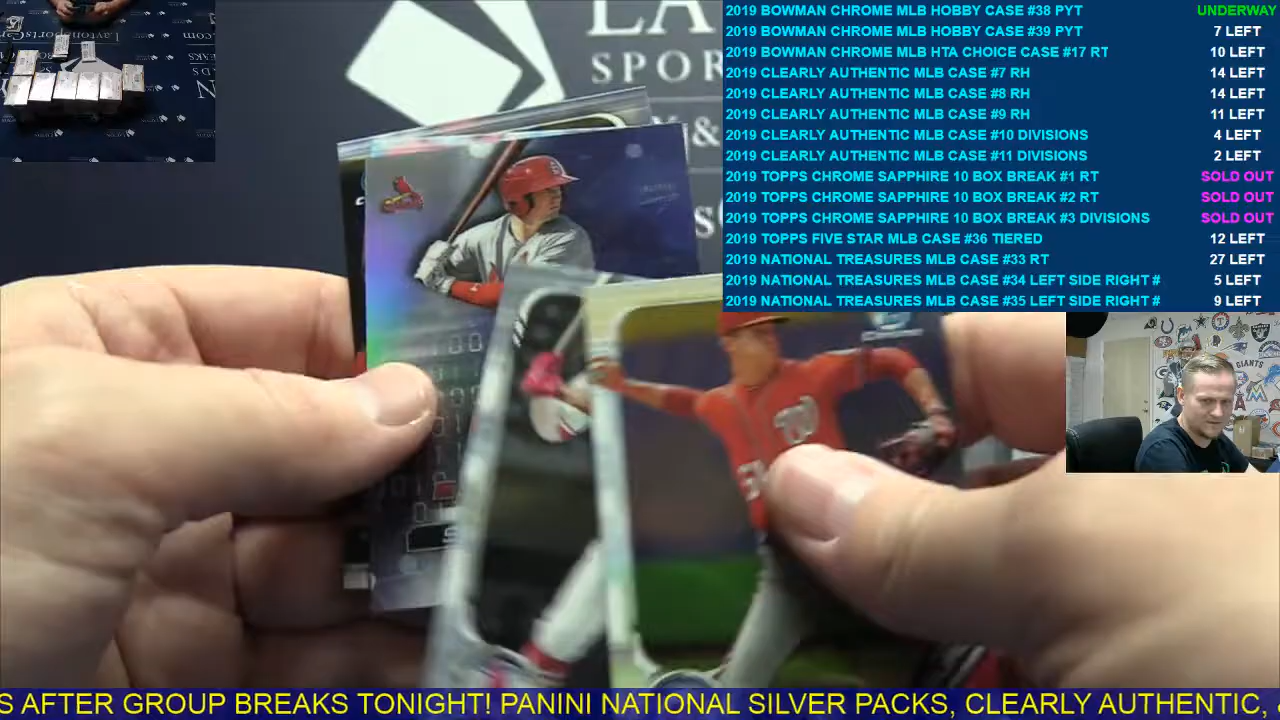 2019 BOWMAN CHROME MLB HOBBY CASE #38 PYT UNDERWAY
2019 BOWMAN CHROME MLB HOBBY CASE #39 PYT 7 LEFT
2019 BOWMAN CHROME MLB HTA CHOICE CASE #17 RT 10 LEFT
2019 CLEARLY AUTHENTIC MLB CASE #7 RH 14 LEFT
2019 CLEARLY AUTHENTIC MLB CASE #8 RH 14 LEFT
2019 CLEARLY AUTHENTIC MLB CASE #9 RH 11 LEFT
2019 CLEARLY AUTHENTIC MLB CASE #10 DIVISIONS 4 LEFT
2019 CLEARLY AUTHENTIC MLB CASE #11 DIVISIONS 2 LEFT
2019 TOPPS CHROME SAPPHIRE 10 BOX BREAK #1 RT SOLD OUT
2019 TOPPS CHROME SAPPHIRE 10 BOX BREAK #2 RT SOLD OUT
2019 TOPPS CHROME SAPPHIRE 10 BOX BREAK #3 DIVISIONS SOLD OUT
2019 TOPPS FIVE STAR MLB CASE #36 TIERED 12 LEFT
2019 NATIONAL TREASURES MLB CASE #33 RT 27 LEFT
2019 NATIONAL TREASURES MLB CASE #34 LEFT SIDE RIGHT # 5 LEFT
2019 NATIONAL TREASURES MLB CASE #35 LEFT SIDE RIGHT # 9 LEFT
LA
SPOR
&
GIANTS
W
S AFTER GROUP BREAKS TONIGHT! PANINI NATIONAL SILVER PACKS, CLEARLY AUTHENTIC, &